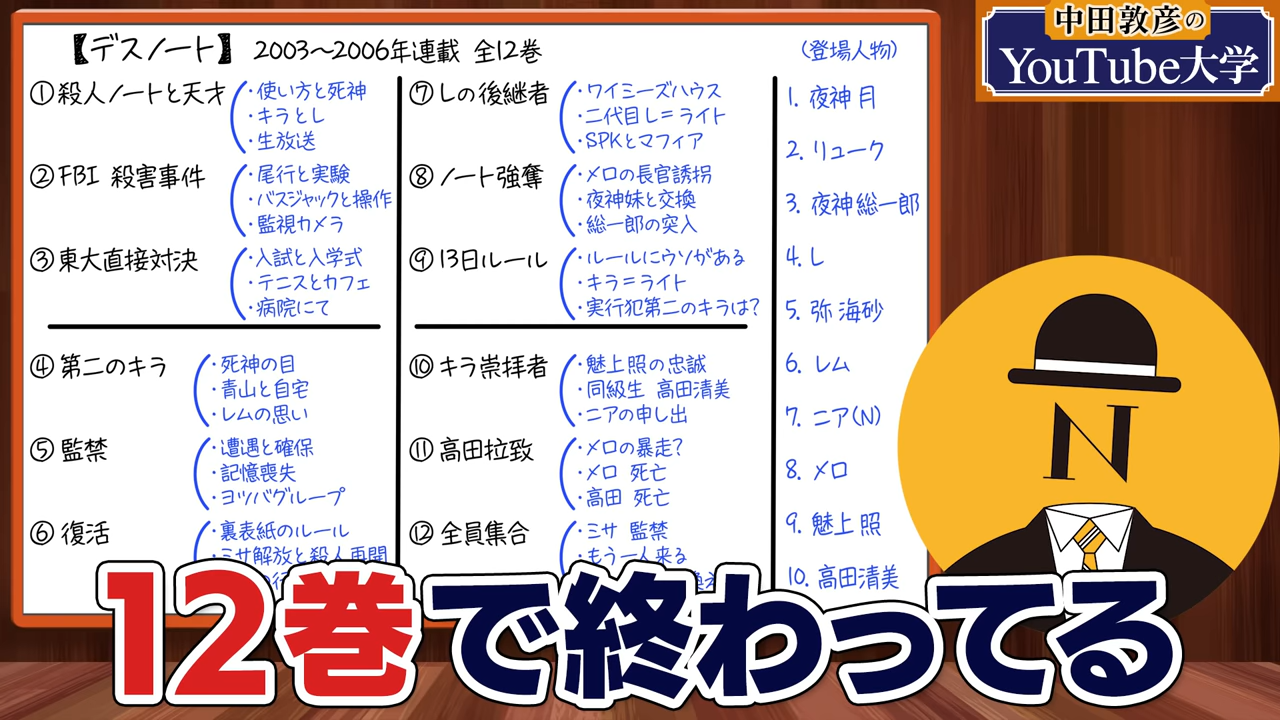 【デスノート】 2003～2006年連載 全12巻
①殺人ノートと天才
・使い方と死神
・キラとL
・生放送
②FBI 殺害事件
・尾行と実験
・バスジャックと操作
・監視カメラ
③東大直接対決
・入試と入学式
・テニスとカフェ
・病院にて
④第二のキラ
・死神の目
・青山と自宅
・レムの思い
⑤監禁
・遭遇と確保
・記憶喪失
・ヨツバグループ
⑥復活
・裏表紙のルール
・ミサ解放と殺人再開
⑦Lの後継者
・ワイミーズハウス
・二代目L=ライト
・SPKとマフィア
⑧ノート強奪
・メロの長官誘拐
・夜神妹と交換
・総一郎の突入
⑨13日ルール
・ルールにウソがある
・キラ=ライト
・実行犯第二のキラは?
⑩キラ崇拝者
・魅上照の忠誠
・同級生 高田清美
・ニアの申し出
⑪高田拉致
・メロの暴走?
・メロ 死亡
・高田 死亡
⑫全員集合
・ミサ 監禁
・もう一人来る
(登場人物)
1. 夜神月
2. リューク
3. 夜神総一郎
4. L
5. 弥海砂
6. レム
7. ニア(N)
8. メロ
9. 魅上照
10. 高田清美
中田敦彦の
YouTube大学
N
12巻で終わってる